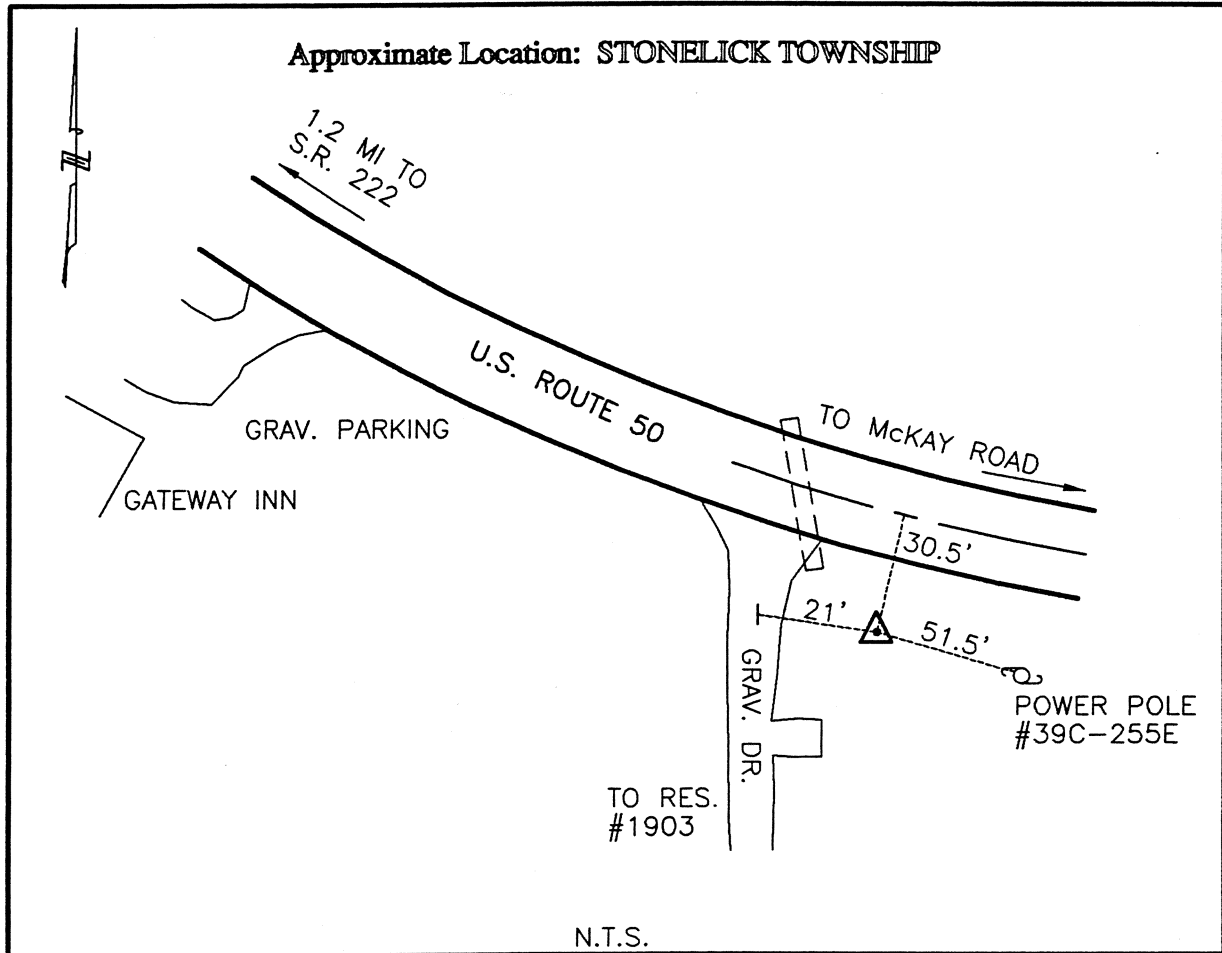 Approximate Location: STONELICK TOWNSHIP
N
1.2 MI TO
S.R. 222
U.S. ROUTE 50
TO McKAY ROAD
GRAV. PARKING
GATEWAY INN
30.5'
21'
51.5'
GRAV. DR.
POWER POLE
#39C-255E
TO RES.
#1903
N.T.S.